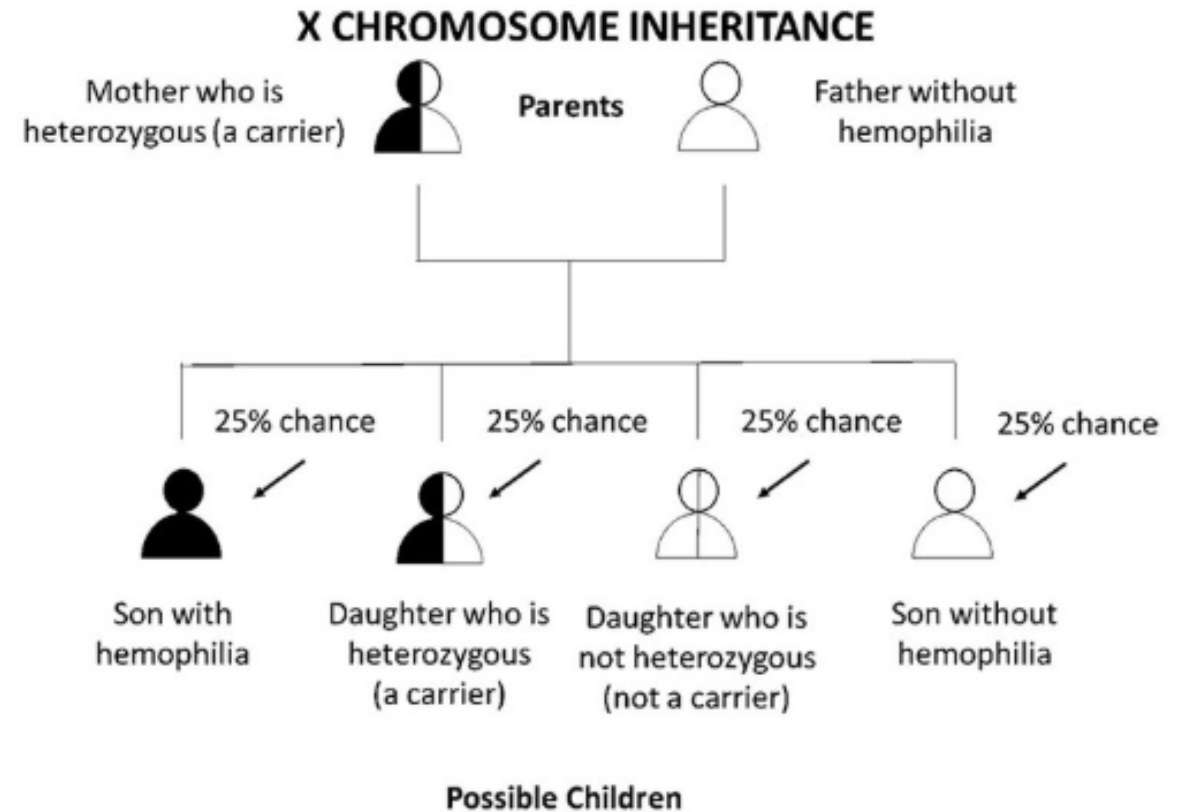 X CHROMOSOME INHERITANCE
Mother who is
heterozygous (a carrier)
Parents
Father without
hemophilia
25% chance
25% chance
25% chance
25% chance
Son with
hemophilia
Daughter who is
heterozygous
(a carrier)
Daughter who is
not heterozygous
(not a carrier)
Son without
hemophilia
Possible Children